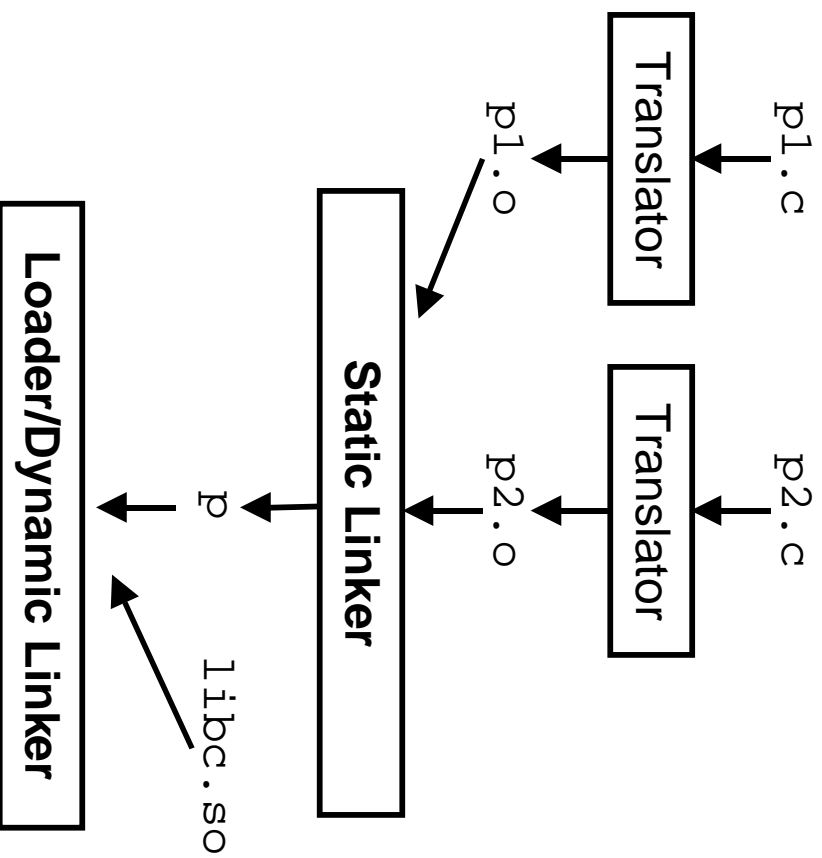 p1.c
p2.c
Translator
Translator
p1.o
p2.o
Static Linker
p
libc.so
Loader/Dynamic Linker